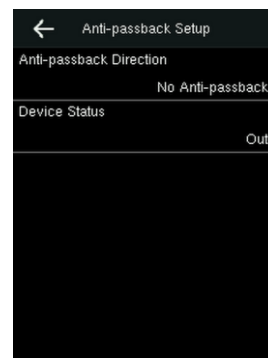 Anti-passback Setup
Anti-passback Direction
No Anti-passback
Device Status
Out